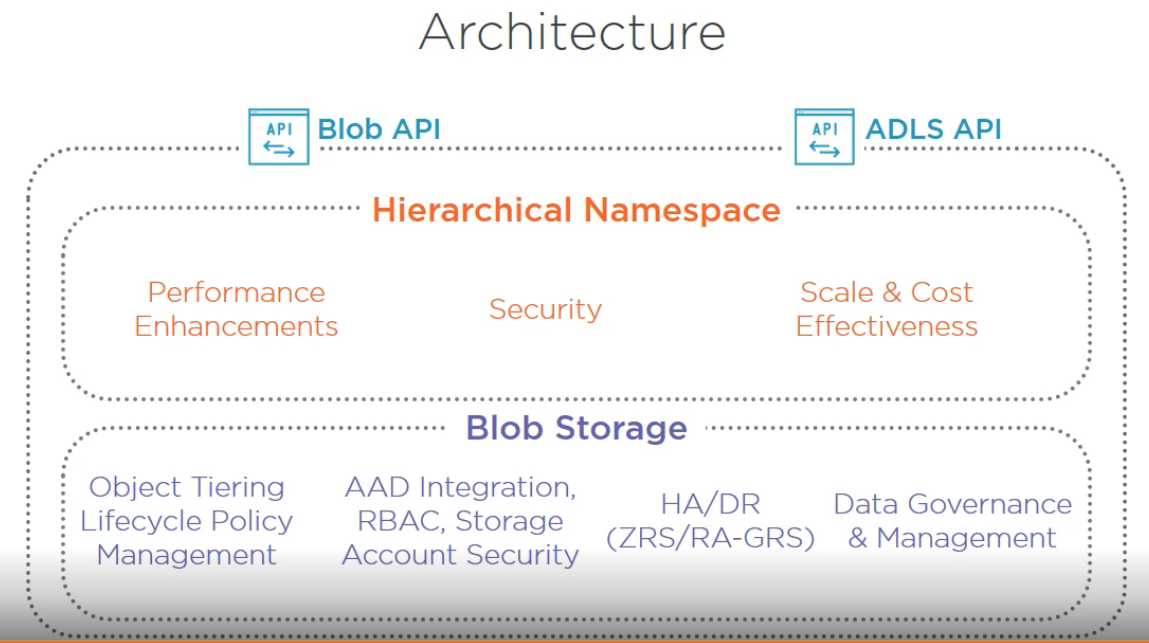 Architecture
API
Blob API
API
ADLS API
Hierarchical Namespace
Performance
Enhancements
Security
Scale & Cost
Effectiveness
Blob Storage
Object Tiering
Lifecycle Policy
Management
AAD Integration,
RBAC, Storage
Account Security
HA/DR
(ZRS/RA-GRS)
Data Governance
& Management